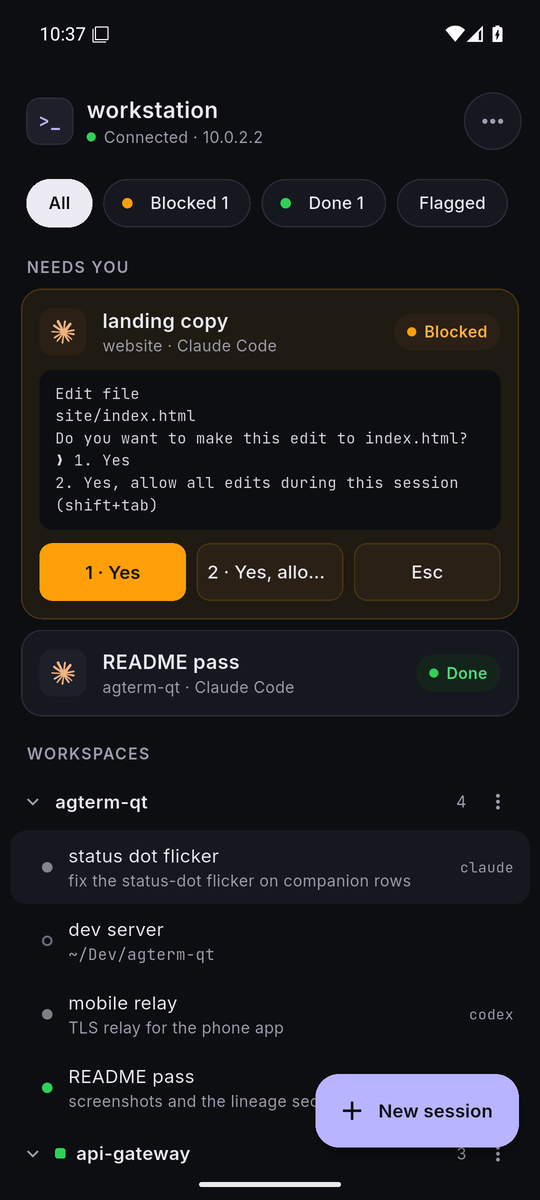 10:37
>_
workstation
Connected · 10.0.2.2
All
Blocked 1
Done 1
Flagged
NEEDS YOU
landing copy
website · Claude Code
Blocked
Edit file
site/index.html
Do you want to make this edit to index.html?
❯ 1. Yes
2. Yes, allow all edits during this session
(shift+tab)
1 · Yes
2 · Yes, allo...
Esc
README pass
agterm-qt · Claude Code
Done
WORKSPACES
agterm-qt
4
status dot flicker
fix the status-dot flicker on companion rows
claude
dev server
~/Dev/agterm-qt
mobile relay
TLS relay for the phone app
codex
README pass
screenshots and the lineage
New session
api-gateway
3